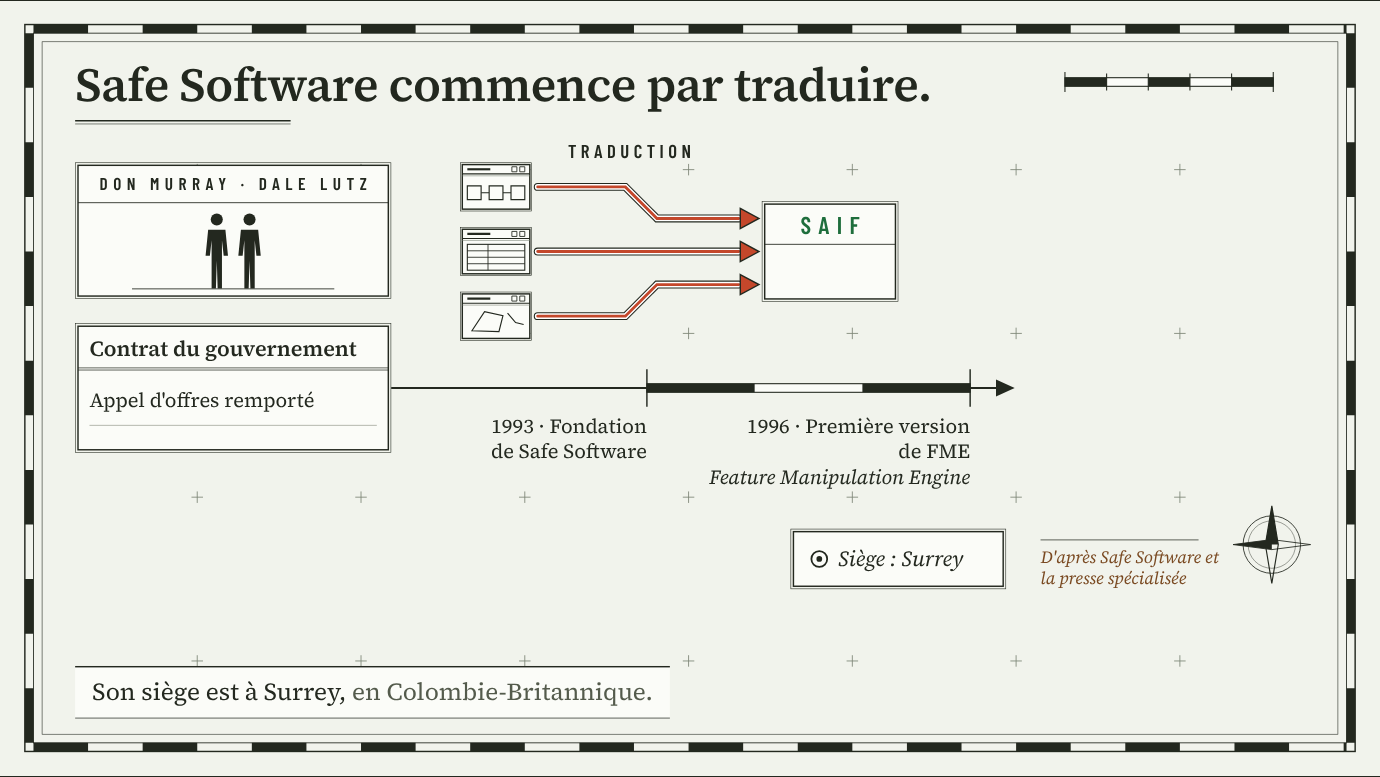 Safe Software commence par traduire.
TRADUCTION
DON MURRAY · DALE LUTZ
SAIF
Contrat du gouvernement
Appel d'offres remporté
1993 · Fondation
de Safe Software
1996 · Première version
de FME
Feature Manipulation Engine
Siège : Surrey
D'après Safe Software et
la presse spécialisée
Son siège est à Surrey, en Colombie-Britannique.